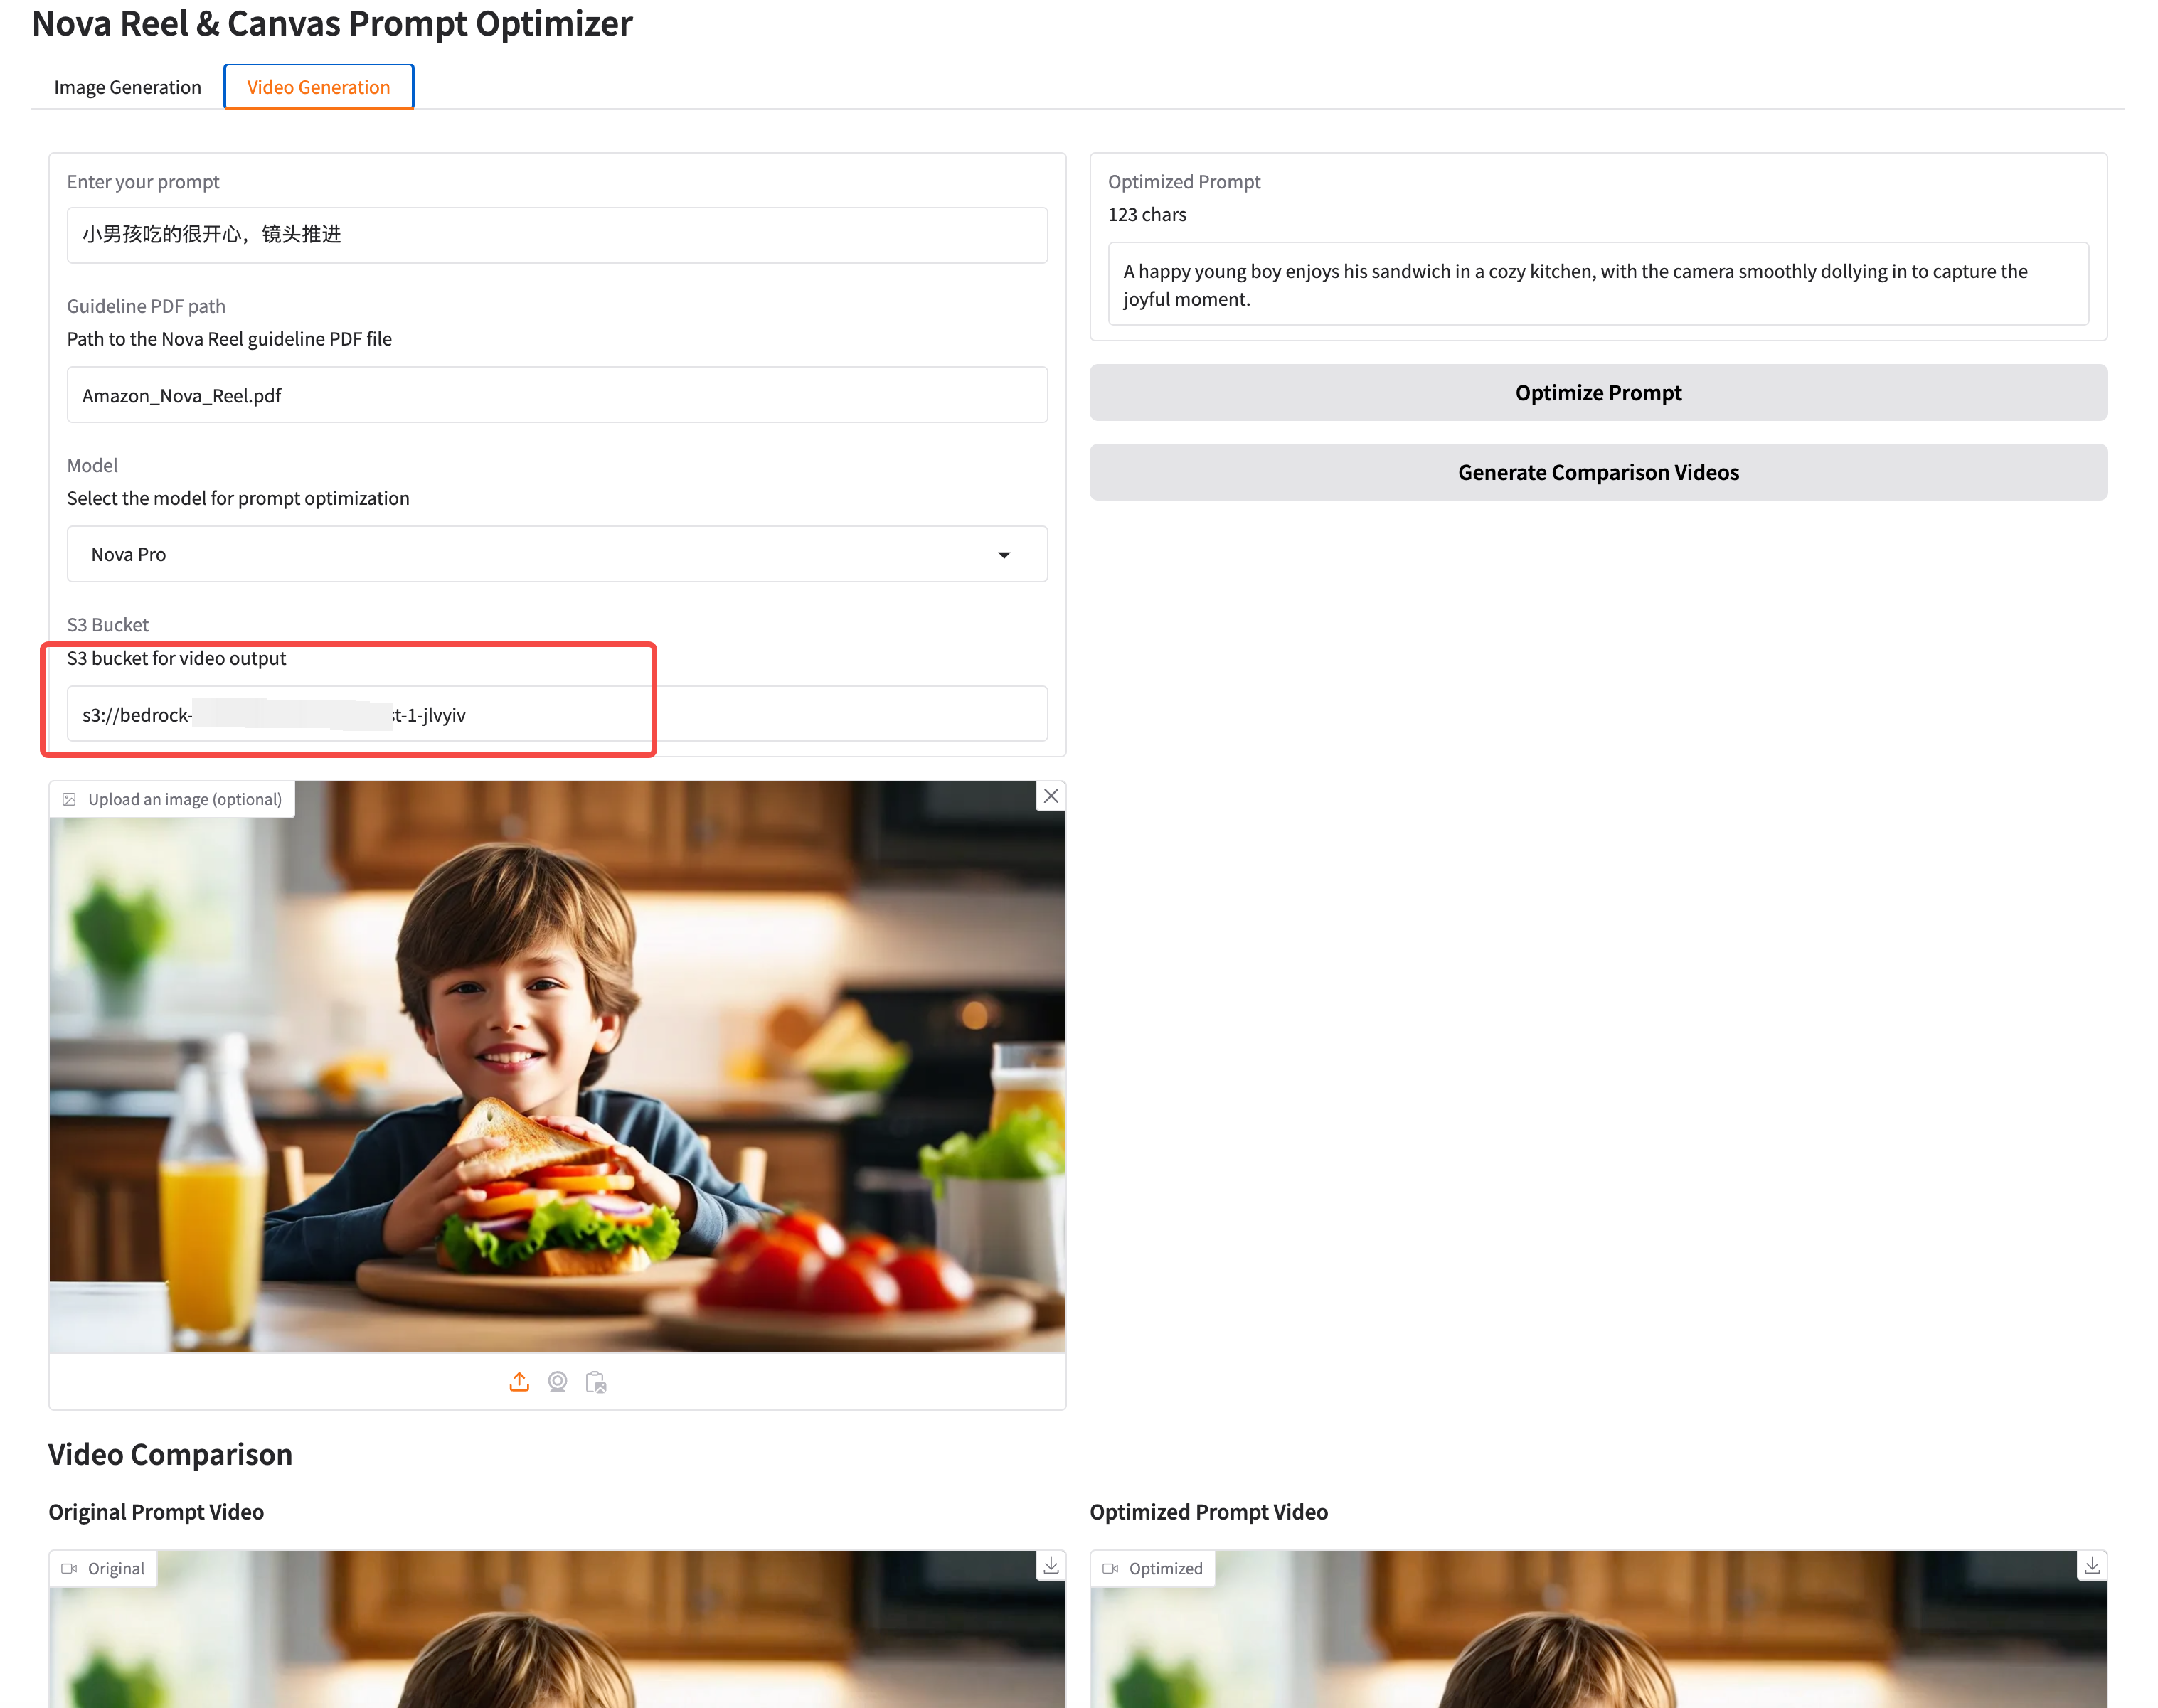 Nova Reel & Canvas Prompt Optimizer
Image Generation
Video Generation
Enter your prompt
小男孩吃的很开心，镜头推进
Guideline PDF path
Path to the Nova Reel guideline PDF file
Amazon_Nova_Reel.pdf
Model
Select the model for prompt optimization
Nova Pro
S3 Bucket
S3 bucket for video output
s3://bedrock-
st-1-jlvyiv
Upload an image (optional)
Optimized Prompt
123 chars
A happy young boy enjoys his sandwich in a cozy kitchen, with the camera smoothly dollying in to capture the
joyful moment.
Optimize Prompt
Generate Comparison Videos
Video Comparison
Original Prompt Video
Original
Optimized Prompt Video
Optimized